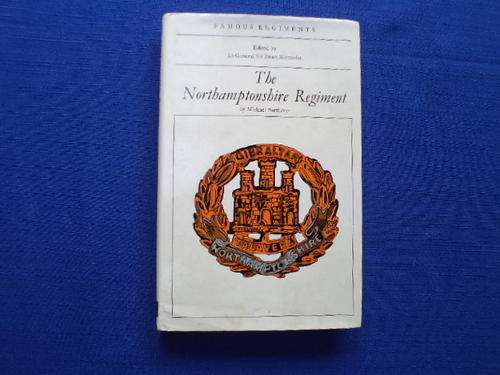 FAMOUS REGIMENTS
Edited by
Lt-General Sir Brian Horrocks
The
Northamptonshire Regiment
by Michael Barthorp
GIBRALTAR
TALAVERA
NORTHAMPTONSHIRE